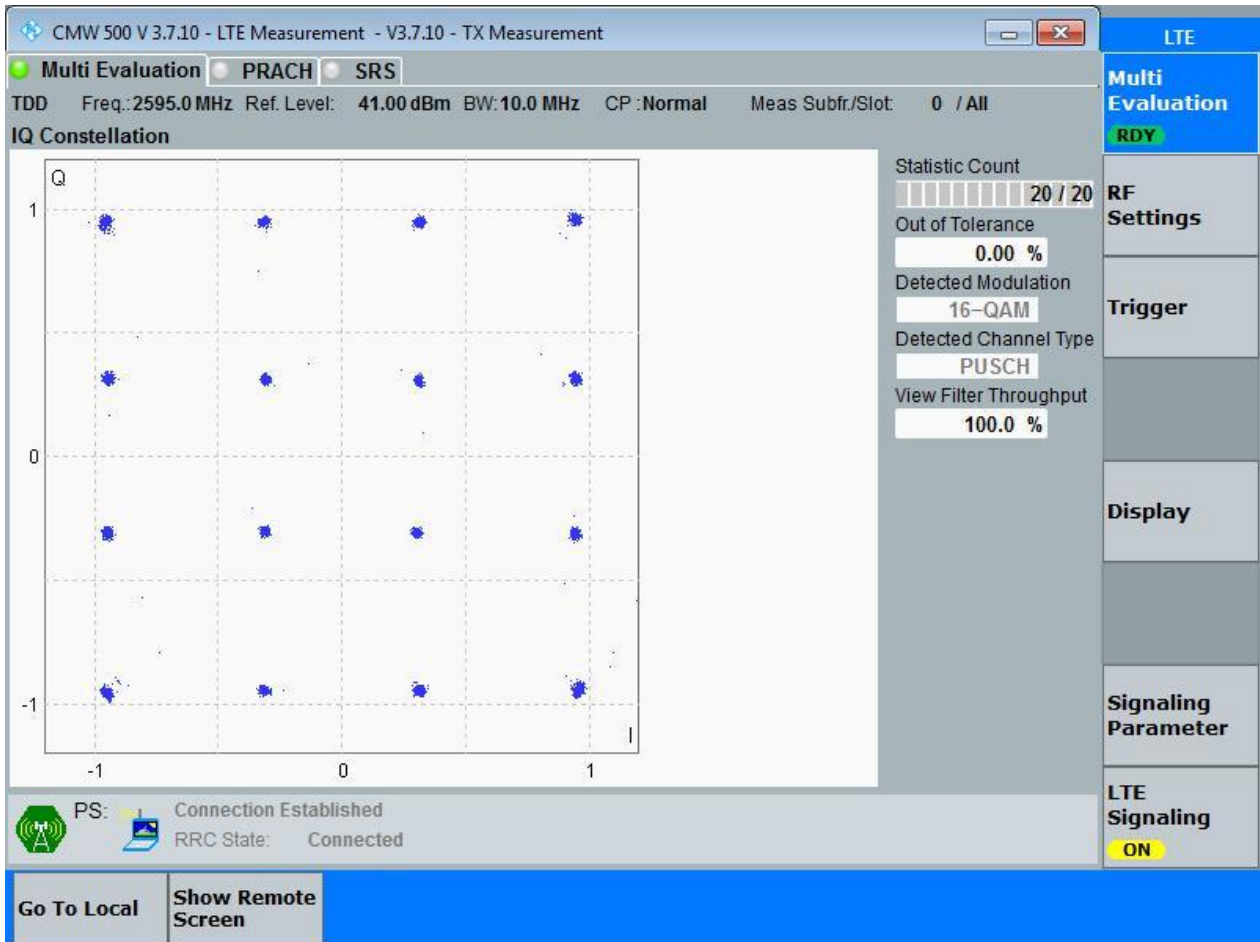 CMW 500 V 3.7.10 - LTE Measurement - V3.7.10 - TX Measurement
LTE
Multi Evaluation PRACH SRS
TDD Freq.: 2595.0 MHz Ref. Level: 41.00 dBm BW: 10.0 MHz CP : Normal Meas Subfr./Slot: 0 / All
IQ Constellation
Multi
Evaluation
RDY
Q
1
0
-1
I
-1 0 1
Statistic Count
20 / 20
Out of Tolerance
0.00 %
Detected Modulation
16-QAM
Detected Channel Type
PUSCH
View Filter Throughput
100.0 %
RF
Settings
Trigger
Display
Signaling
Parameter
LTE
Signaling
ON
PS: Connection Established
RRC State: Connected
Go To Local
Show Remote
Screen